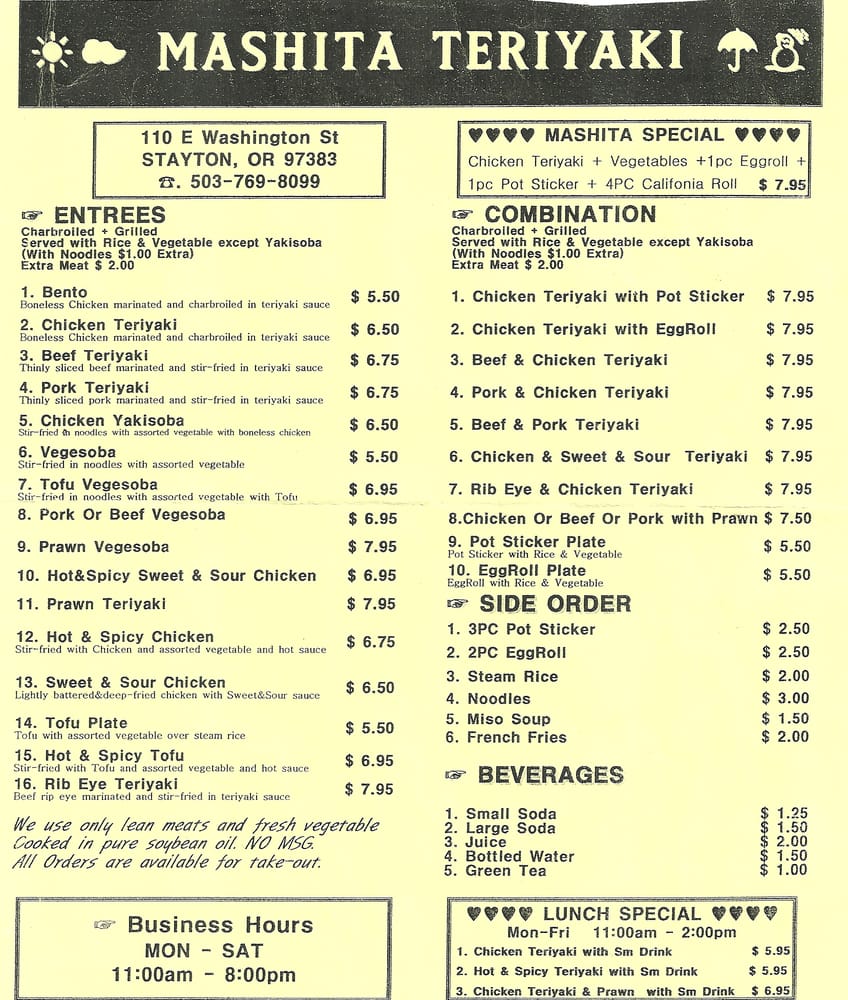 MASHITA TERIYAKI
110 E Washington St
STAYTON, OR 97383
☎. 503-769-8099
♥♥♥♥ MASHITA SPECIAL ♥♥♥♥
Chicken Teriyaki + Vegetables +1pc Eggroll +
1pc Pot Sticker + 4PC Califonia Roll $ 7.95
☞ ENTREES
Charbroiled + Grilled
Served with Rice & Vegetable except Yakisoba
(With Noodles $1.00 Extra)
Extra Meat $ 2.00
1. Bento $ 5.50
Boneless Chicken marinated and charbroiled in teriyaki sauce
2. Chicken Teriyaki $ 6.50
Boneless Chicken marinated and charbroiled in teriyaki sauce
3. Beef Teriyaki $ 6.75
Thinly sliced beef marinated and stir-fried in teriyaki sauce
4. Pork Teriyaki $ 6.75
Thinly sliced pork marinated and stir-fried in teriyaki sauce
5. Chicken Yakisoba $ 6.50
Stir-fried in noodles with assorted vegetable with boneless chicken
6. Vegesoba $ 5.50
Stir-fried in noodles with assorted vegetable
7. Tofu Vegesoba $ 6.95
Stir-fried in noodles with assorted vegetable with Tofu
8. Pork Or Beef Vegesoba $ 6.95
9. Prawn Vegesoba $ 7.95
10. Hot&Spicy Sweet & Sour Chicken $ 6.95
11. Prawn Teriyaki $ 7.95
12. Hot & Spicy Chicken $ 6.75
Stir-fried with Chicken and assorted vegetable and hot sauce
13. Sweet & Sour Chicken $ 6.50
Lightly battered&deep-fried chicken with Sweet&Sour sauce
14. Tofu Plate $ 5.50
Tofu with assorted vegetable over steam rice
15. Hot & Spicy Tofu $ 6.95
Stir-fried with Tofu and assorted vegetable and hot sauce
16. Rib Eye Teriyaki $ 7.95
Beef rip eye marinated and stir-fried in teriyaki sauce
We use only lean meats and fresh vegetable
Cooked in pure soybean oil. NO MSG.
All Orders are available for take-out.
☞ Business Hours
MON - SAT
11:00am - 8:00pm
☞ COMBINATION
Charbroiled + Grilled
Served with Rice & Vegetable except Yakisoba
(With Noodles $1.00 Extra)
Extra Meat $ 2.00
1. Chicken Teriyaki with Pot Sticker $ 7.95
2. Chicken Teriyaki with EggRoll $ 7.95
3. Beef & Chicken Teriyaki $ 7.95
4. Pork & Chicken Teriyaki $ 7.95
5. Beef & Pork Teriyaki $ 7.95
6. Chicken & Sweet & Sour Teriyaki $ 7.95
7. Rib Eye & Chicken Teriyaki $ 7.95
8.Chicken Or Beef Or Pork with Prawn $ 7.50
9. Pot Sticker Plate $ 5.50
Pot Sticker with Rice & Vegetable
10. EggRoll Plate $ 5.50
EggRoll with Rice & Vegetable
☞ SIDE ORDER
1. 3PC Pot Sticker $ 2.50
2. 2PC EggRoll $ 2.50
3. Steam Rice $ 2.00
4. Noodles $ 3.00
5. Miso Soup $ 1.50
6. French Fries $ 2.00
☞ BEVERAGES
1. Small Soda $ 1.25
2. Large Soda $ 1.50
3. Juice $ 2.00
4. Bottled Water $ 1.50
5. Green Tea $ 1.00
♥♥♥♥ LUNCH SPECIAL ♥♥♥♥
Mon-Fri 11:00am - 2:00pm
1. Chicken Teriyaki with Sm Drink $ 5.95
2. Hot & Spicy Teriyaki with Sm Drink $ 5.95
3. Chicken Teriyaki & Prawn with Sm Drink $ 6.95